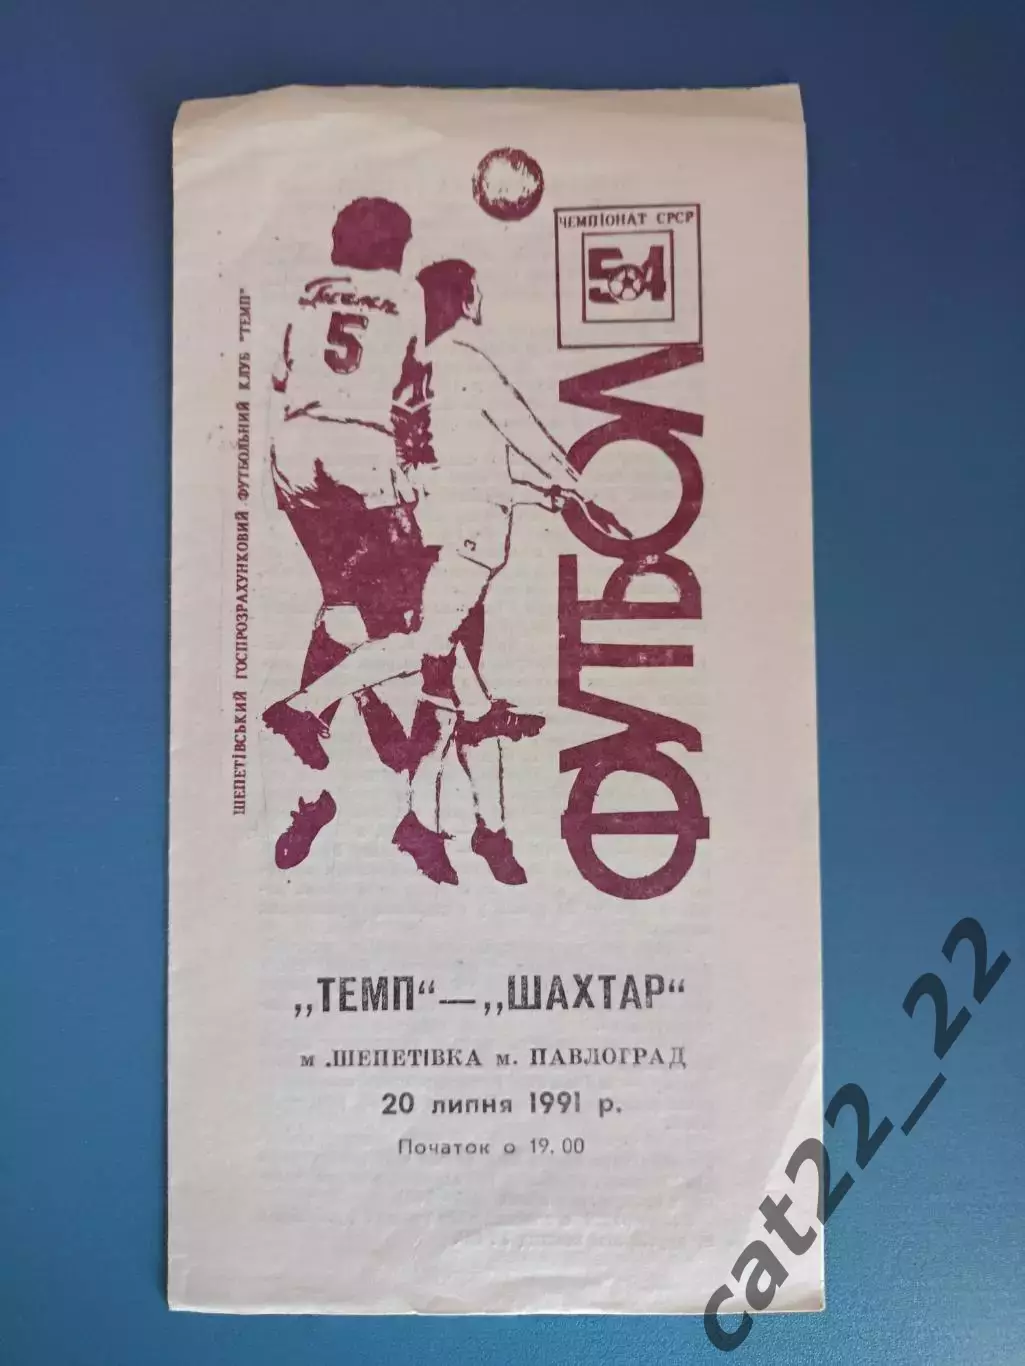 ЧЕМПІОНАТ СРСР
54
5
3
ШЕПЕТІВСЬКИЙ ГОСПРОЗРАХУНКОВИЙ ФУТБОЛЬНИЙ КЛУБ "ТЕМП"
ФУТБОЛ
„ТЕМП“—„ШАХТАР“
м .ШЕПЕТІВКА м. ПАВЛОГРАД
20 липня 1991 р.
Початок о 19.00
cat22_22